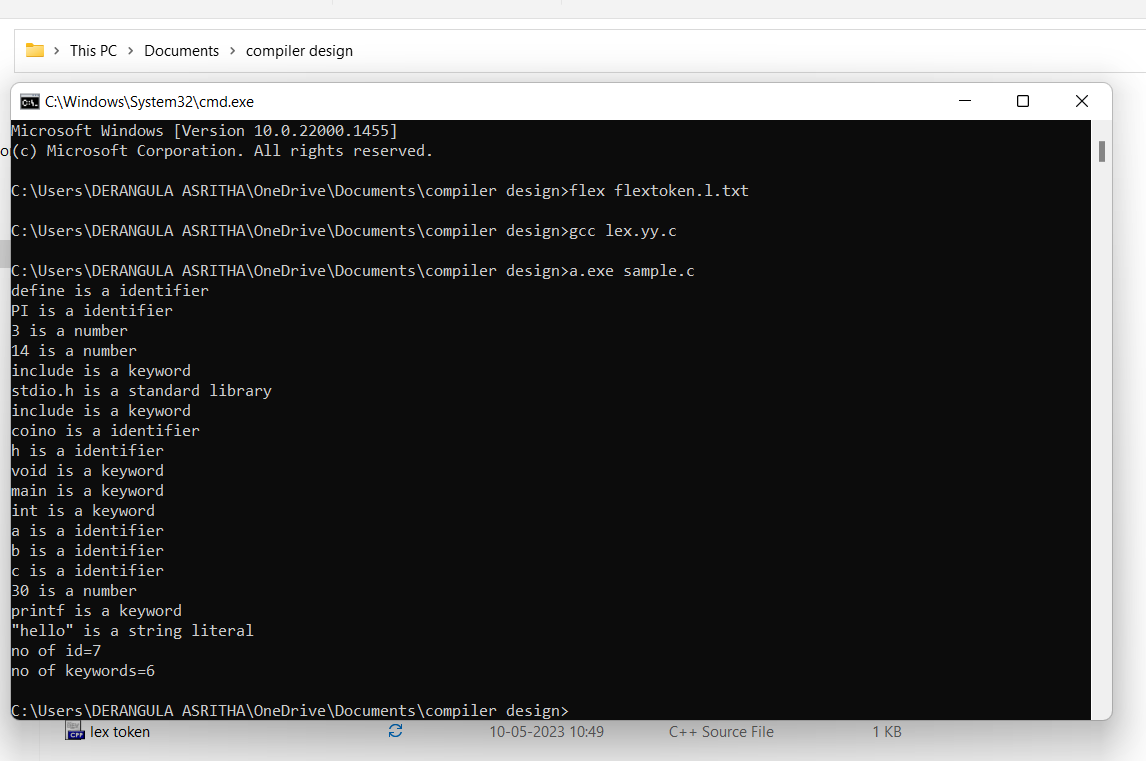 This PC > Documents > compiler design
C:\Windows\System32\cmd.exe
Microsoft Windows [Version 10.0.22000.1455]
(c) Microsoft Corporation. All rights reserved.
C:\Users\DERANGULA ASRITHA\OneDrive\Documents\compiler design>flex flextoken.l.txt
C:\Users\DERANGULA ASRITHA\OneDrive\Documents\compiler design>gcc lex.yy.c
C:\Users\DERANGULA ASRITHA\OneDrive\Documents\compiler design>a.exe sample.c
define is a identifier
PI is a identifier
3 is a number
14 is a number
include is a keyword
stdio.h is a standard library
include is a keyword
coino is a identifier
h is a identifier
void is a keyword
main is a keyword
int is a keyword
a is a identifier
b is a identifier
c is a identifier
30 is a number
printf is a keyword
"hello" is a string literal
no of id=7
no of keywords=6
C:\Users\DERANGULA ASRITHA\OneDrive\Documents\compiler design>
lex token 10-05-2023 10:49 C++ Source File 1 KB